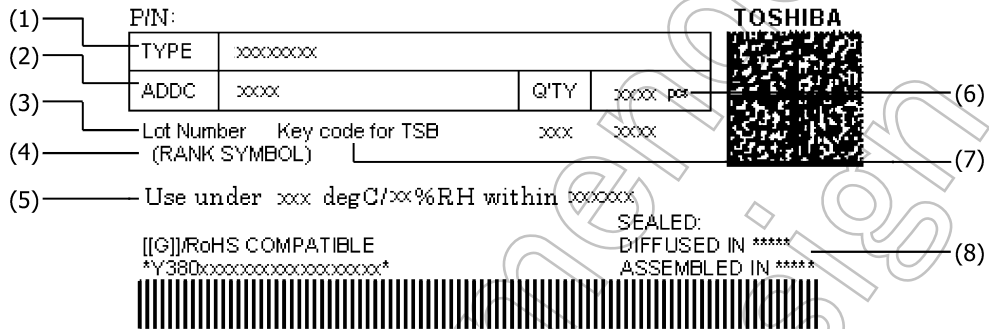 (1) P/N: TOSHIBA
TYPE xxxxxxxx
(2)
ADDC xxxx Q'TY xxxx pcs (6)
(3)
Lot Number Key code for TSB xxx xxxx
(4) (RANK SYMBOL) (7)
(5) Use under xxx degC/xx%RH within xxxxxx
SEALED:
[[G]]/RoHS COMPATIBLE DIFFUSED IN ***** (8)
*Y380xxxxxxxxxxxxxxxxx* ASSEMBLED IN *****